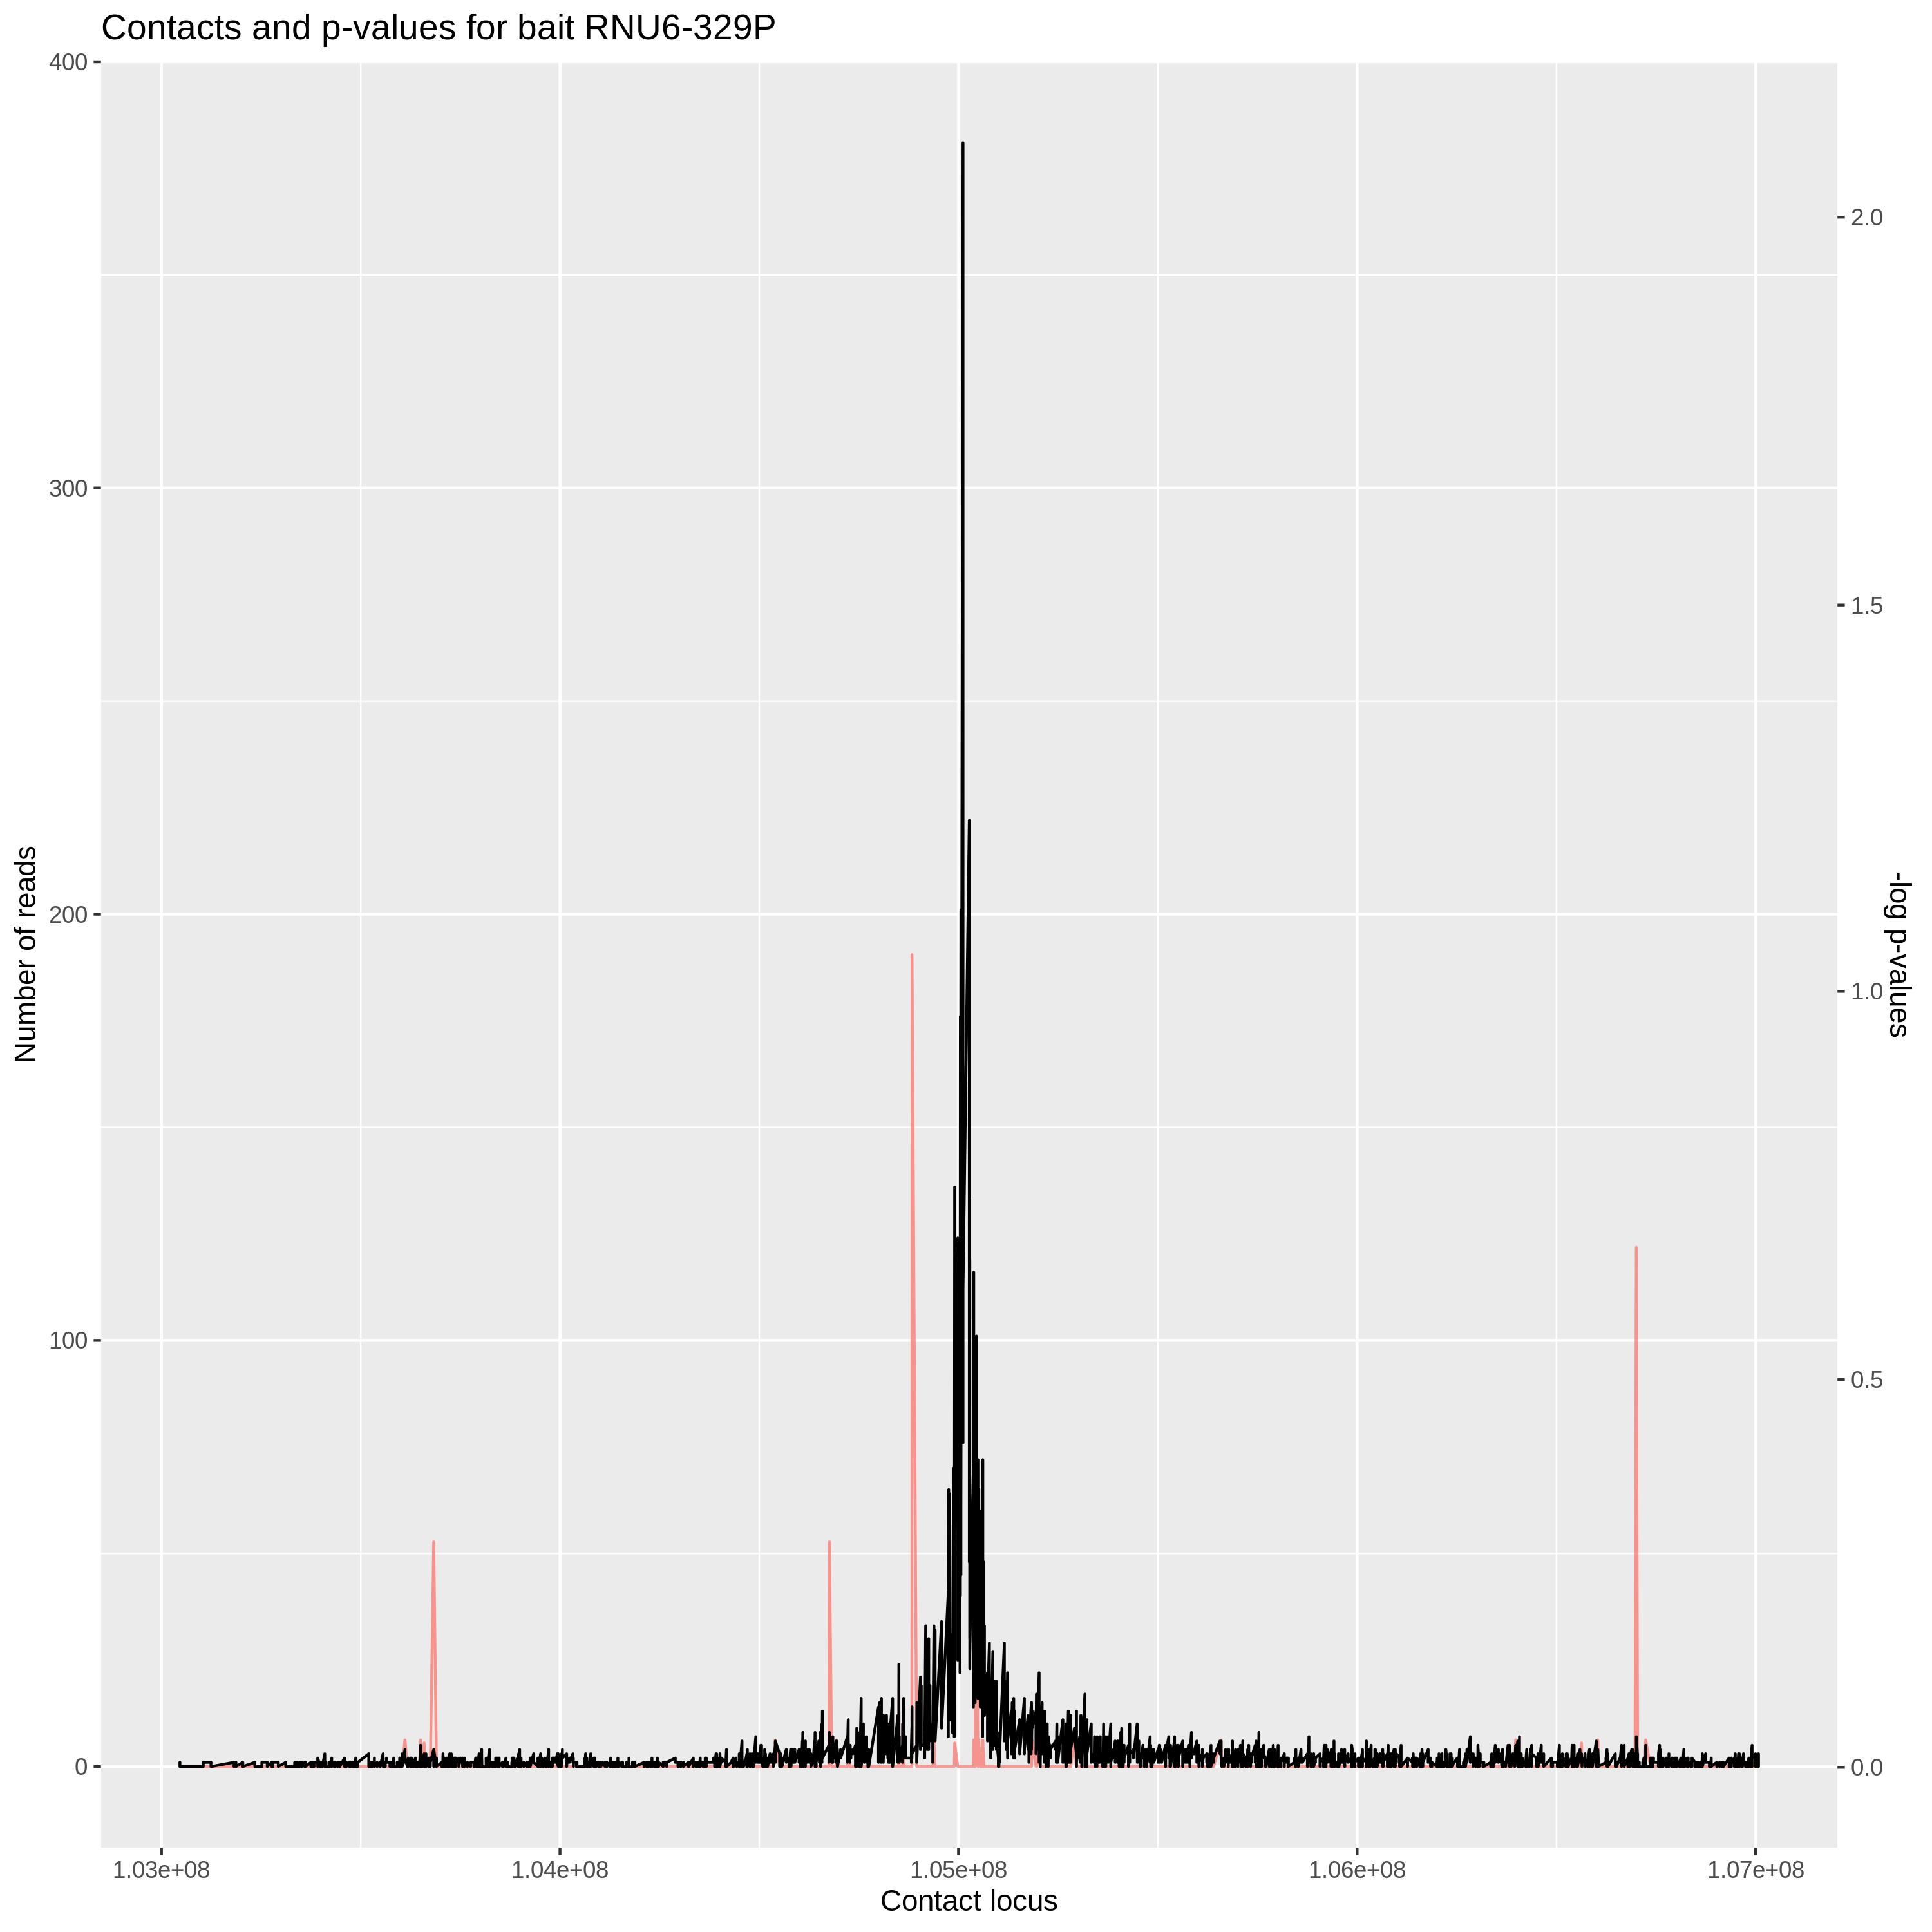 Contacts and p-values for bait RNU6-329P
400
300
200
100
0
Number of reads
2.0
1.5
1.0
0.5
0.0
-log p-values
1.03e+08
1.04e+08
1.05e+08
1.06e+08
1.07e+08
Contact locus